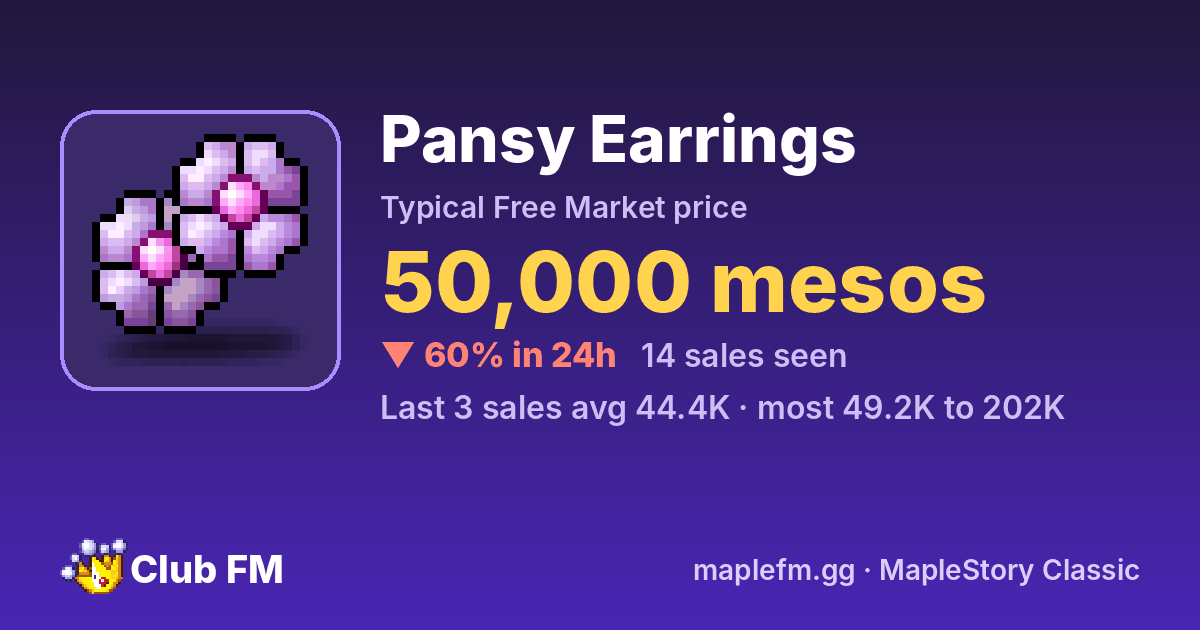 Pansy Earrings
Typical Free Market price
50,000 mesos
▼ 60% in 24h 14 sales seen
Last 3 sales avg 44.4K · most 49.2K to 202K
Club FM
maplefm.gg · MapleStory Classic